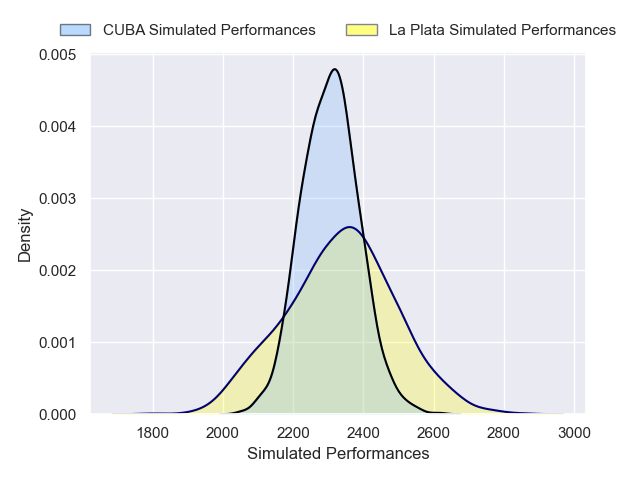 CUBA Simulated Performances La Plata Simulated Performances
0.005
0.004
0.003
0.002
0.001
0.000
Density
1800 2000 2200 2400 2600 2800 3000
Simulated Performances